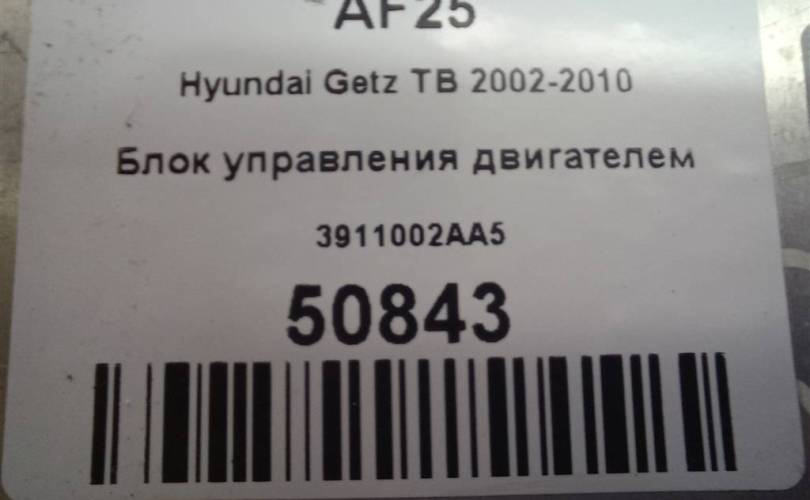 AF25
Hyundai Getz TB 2002-2010
Блок управления двигателем
3911002AA5
50843